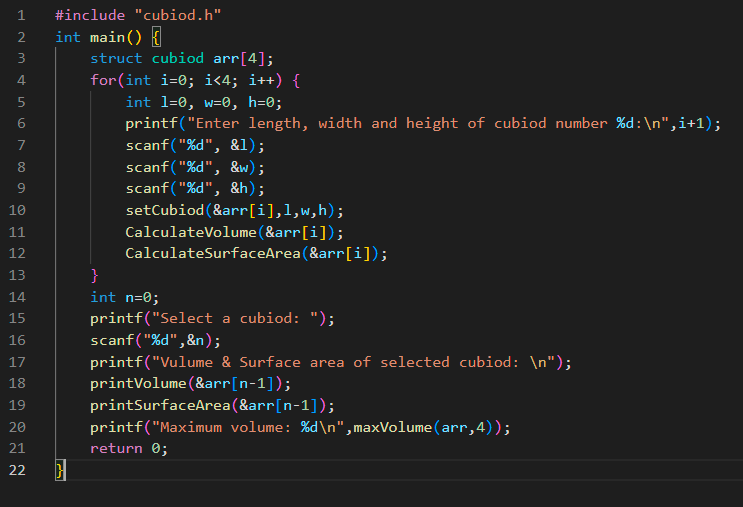 1 #include "cubiod.h"
2 int main() {
3 struct cubiod arr[4];
4 for(int i=0; i<4; i++) {
5 int l=0, w=0, h=0;
6 printf("Enter length, width and height of cubiod number %d:\n",i+1);
7 scanf("%d", &l);
8 scanf("%d", &w);
9 scanf("%d", &h);
10 setCubiod(&arr[i],l,w,h);
11 CalculateVolume(&arr[i]);
12 CalculateSurfaceArea(&arr[i]);
13 }
14 int n=0;
15 printf("Select a cubiod: ");
16 scanf("%d",&n);
17 printf("Vulume & Surface area of selected cubiod: \n");
18 printVolume(&arr[n-1]);
19 printSurfaceArea(&arr[n-1]);
20 printf("Maximum volume: %d\n",maxVolume(arr,4));
21 return 0;
22 }